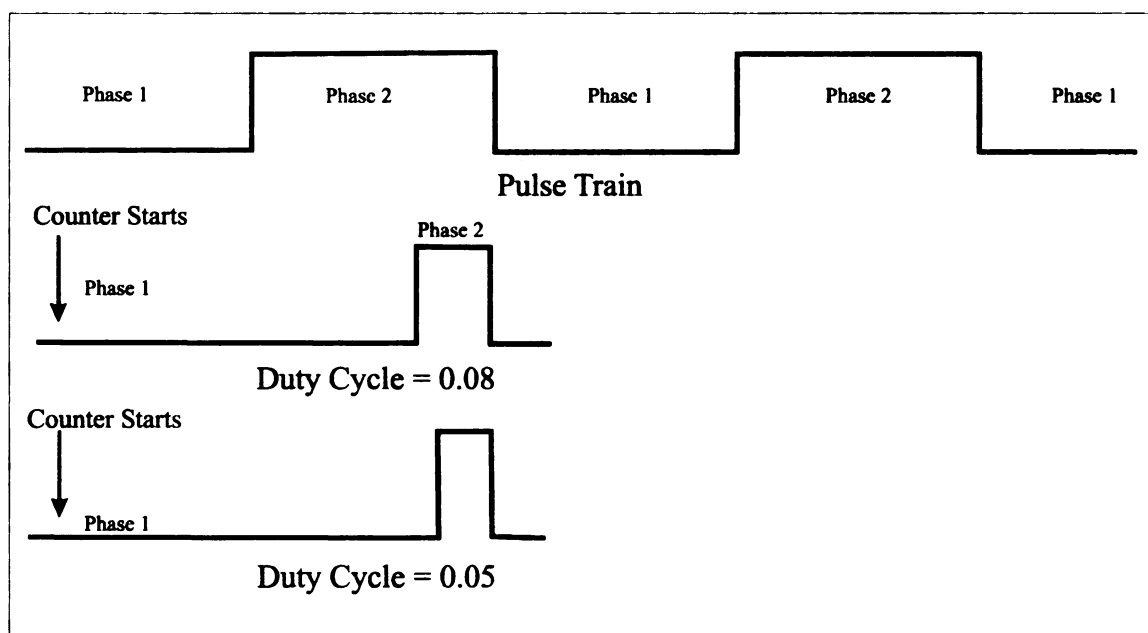 Phase 1 Phase 2 Phase 1 Phase 2 Phase 1
Pulse Train
Counter Starts
Phase 2
Phase 1
Duty Cycle = 0.08
Counter Starts
Phase 1
Duty Cycle = 0.05